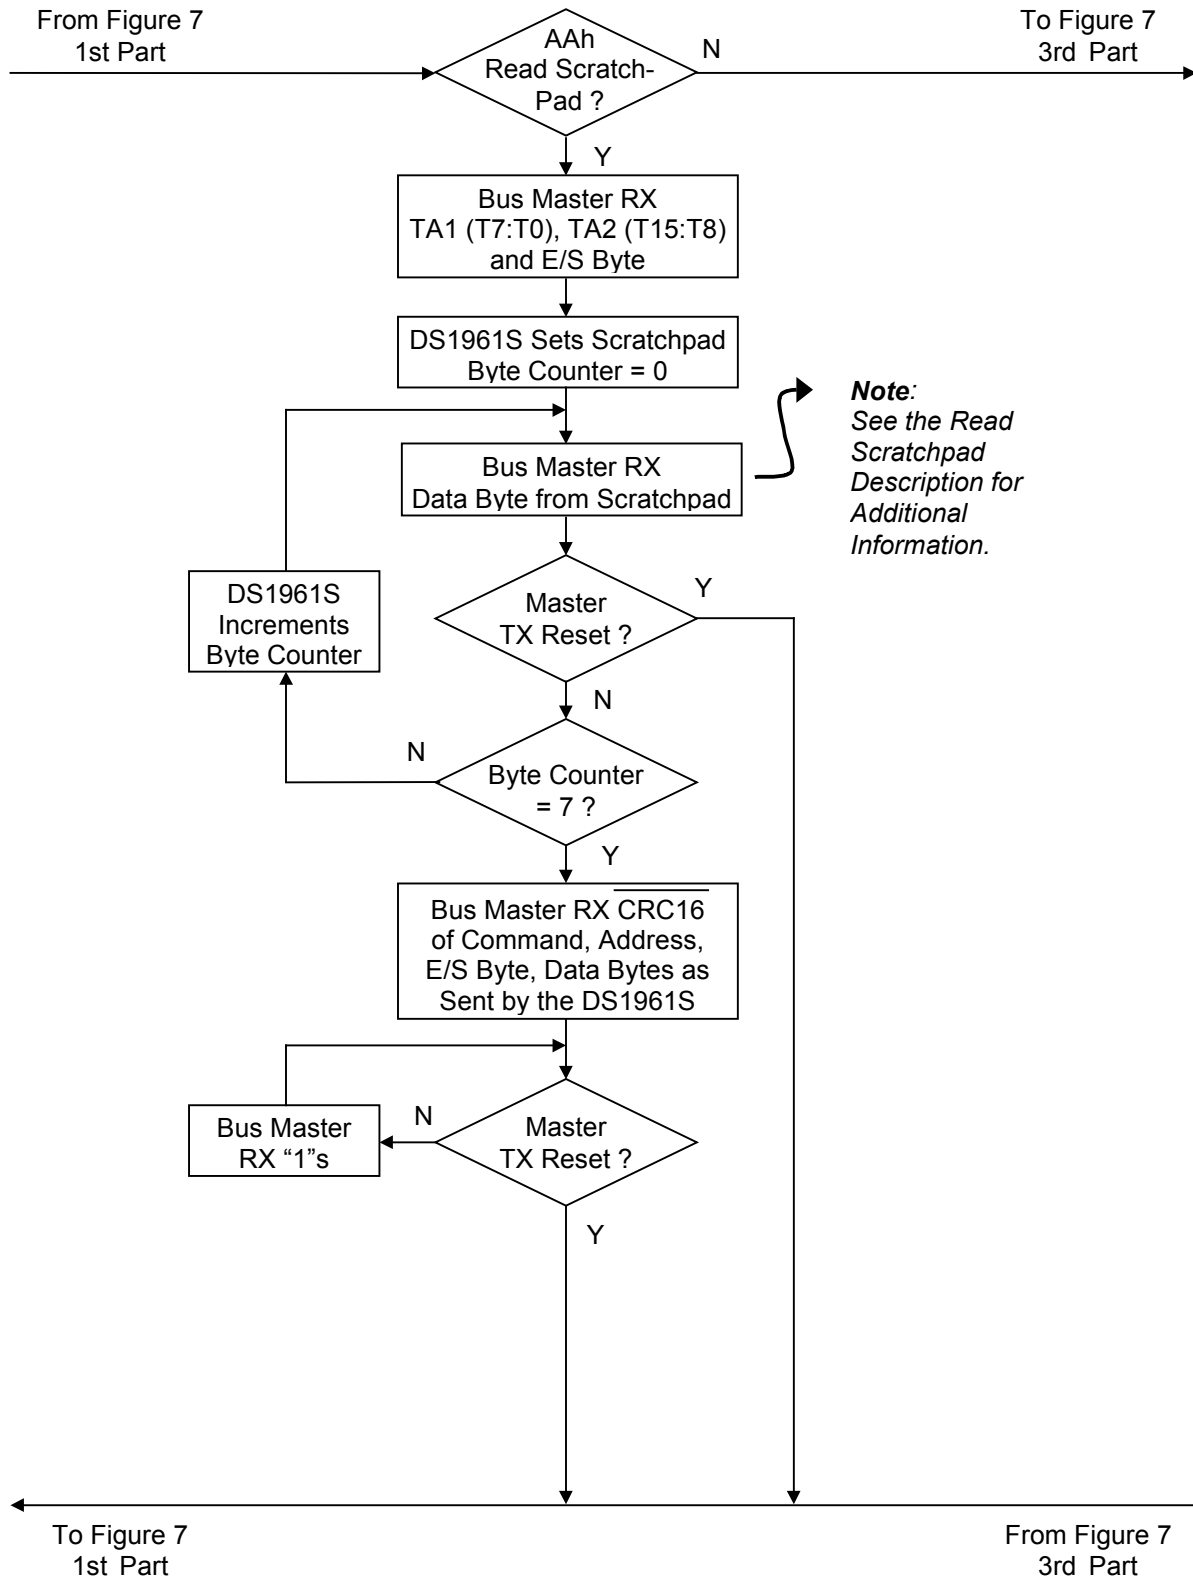 From Figure 7
1st Part
To Figure 7
3rd Part
AAh
Read Scratch-
Pad ?
N
Y
Bus Master RX
TA1 (T7:T0), TA2 (T15:T8)
and E/S Byte
DS1961S Sets Scratchpad
Byte Counter = 0
Note:
See the Read
Scratchpad
Description for
Additional
Information.
Bus Master RX
Data Byte from Scratchpad
DS1961S
Increments
Byte Counter
Master
TX Reset ?
Y
N
N
Byte Counter
= 7 ?
Y
Bus Master RX CRC16
of Command, Address,
E/S Byte, Data Bytes as
Sent by the DS1961S
Bus Master
RX “1”s
N
Master
TX Reset ?
Y
To Figure 7
1st Part
From Figure 7
3rd Part